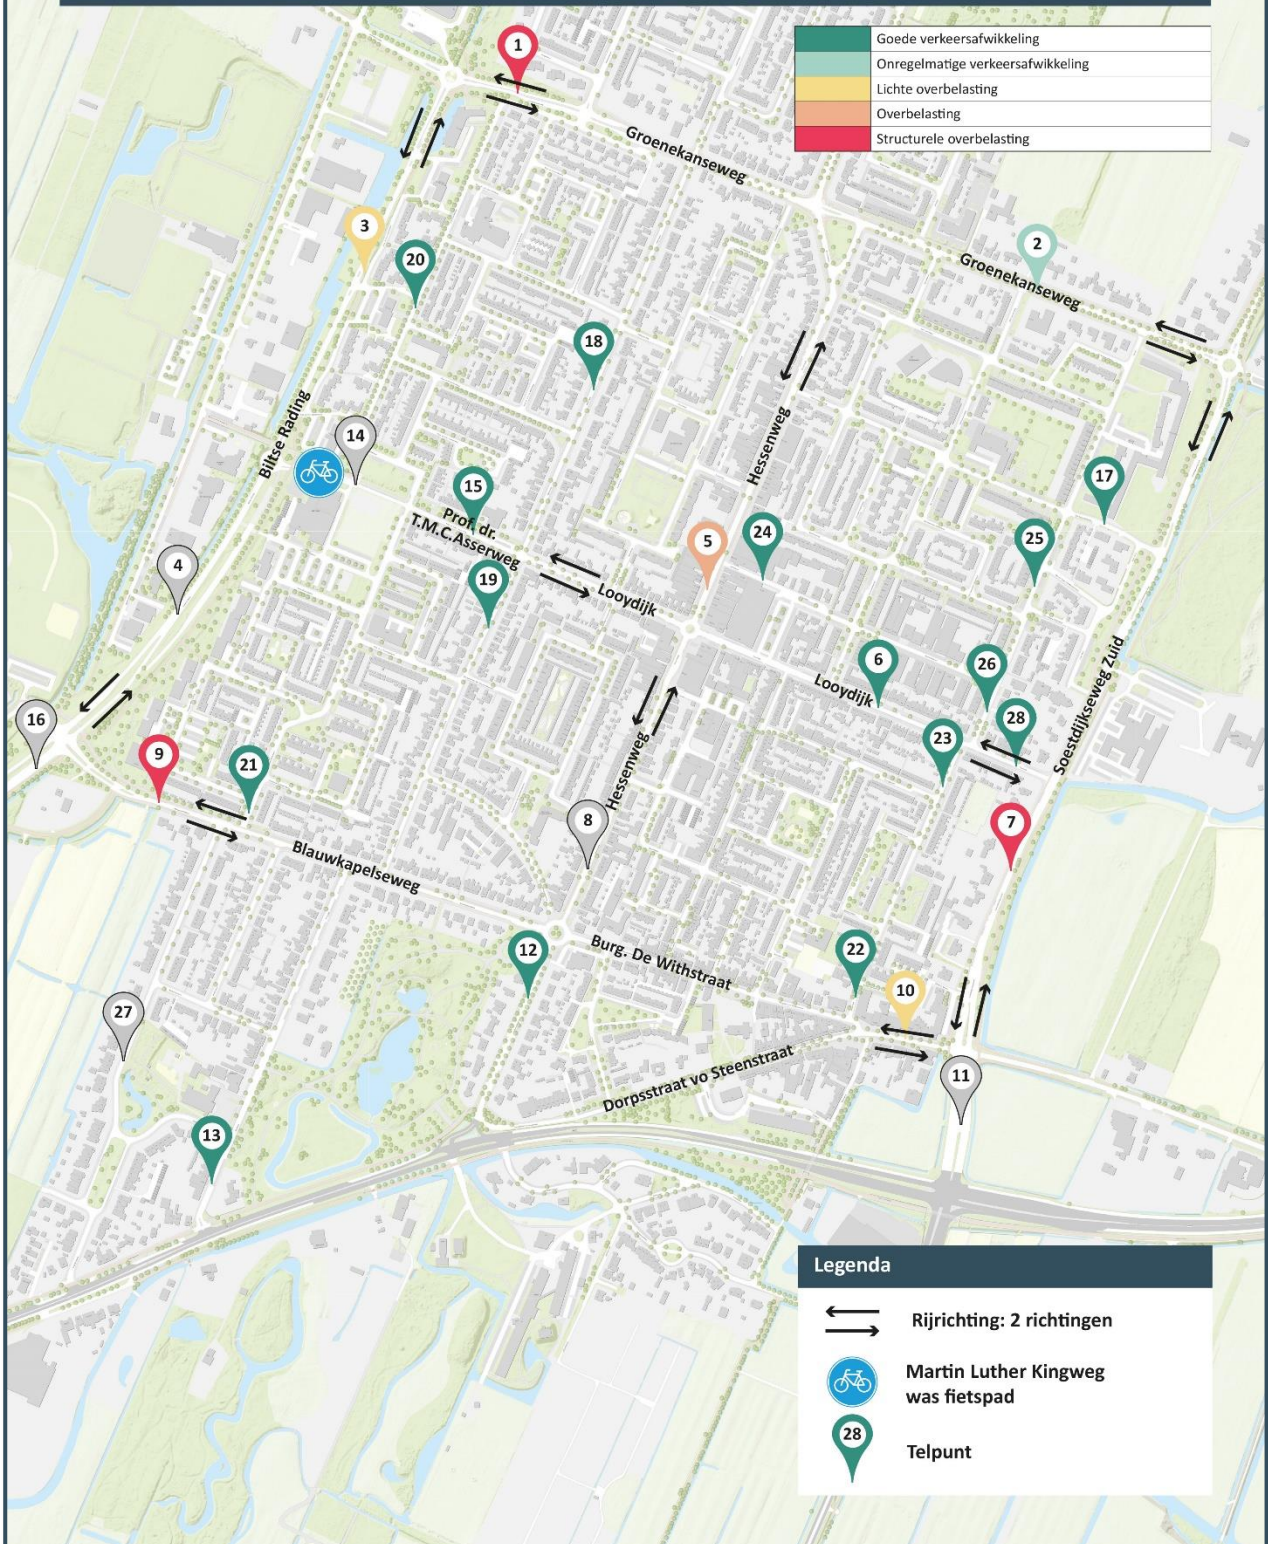 1
Goede verkeersafwikkeling
Onregelmatige verkeersafwikkeling
Lichte overbelasting
Overbelasting
Structurele overbelasting
Groenekanseweg
3
20
2
Groenekanseweg
18
Biltse Rading
14
Hessenweg
15
Prof. dr.
T.M.C.Asserweg
17
5
24
25
4
19
Looydijk
6
Looydijk
26
Soestdijkseweg Zuid
16
9
21
Hessenweg
23
28
8
7
Blauwkapelseweg
12
Burg. De Withstraat
22
10
27
Dorpsstraat vo Steenstraat
11
13
Legenda
Rijrichting: 2 richtingen
Martin Luther Kingweg
was fietspad
28
Telpunt